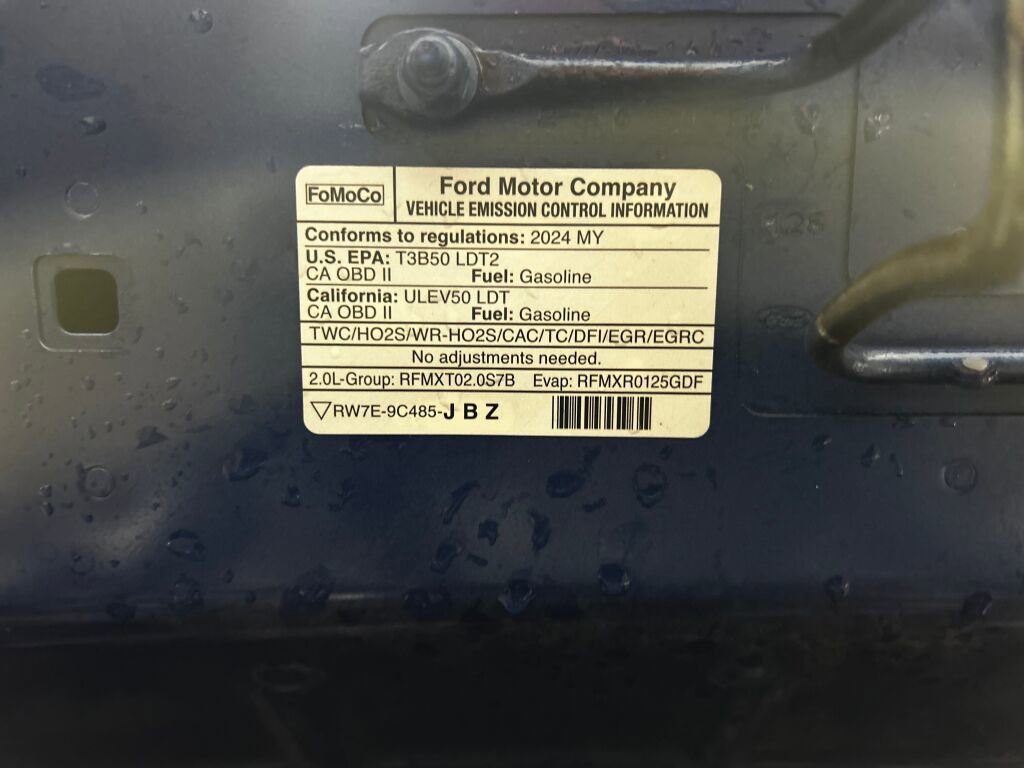 FoMoCo
Ford Motor Company
VEHICLE EMISSION CONTROL INFORMATION
Conforms to regulations: 2024 MY
U.S. EPA: T3B50 LDT2
CA OBD II Fuel: Gasoline
California: ULEV50 LDT
CA OBD II Fuel: Gasoline
TWC/HO2S/WR-HO2S/CAC/TC/DFI/EGR/EGRC
No adjustments needed.
2.0L-Group: RFMXT02.0S7B Evap: RFMXR0125GDF
RW7E-9C485-J B Z
Ford